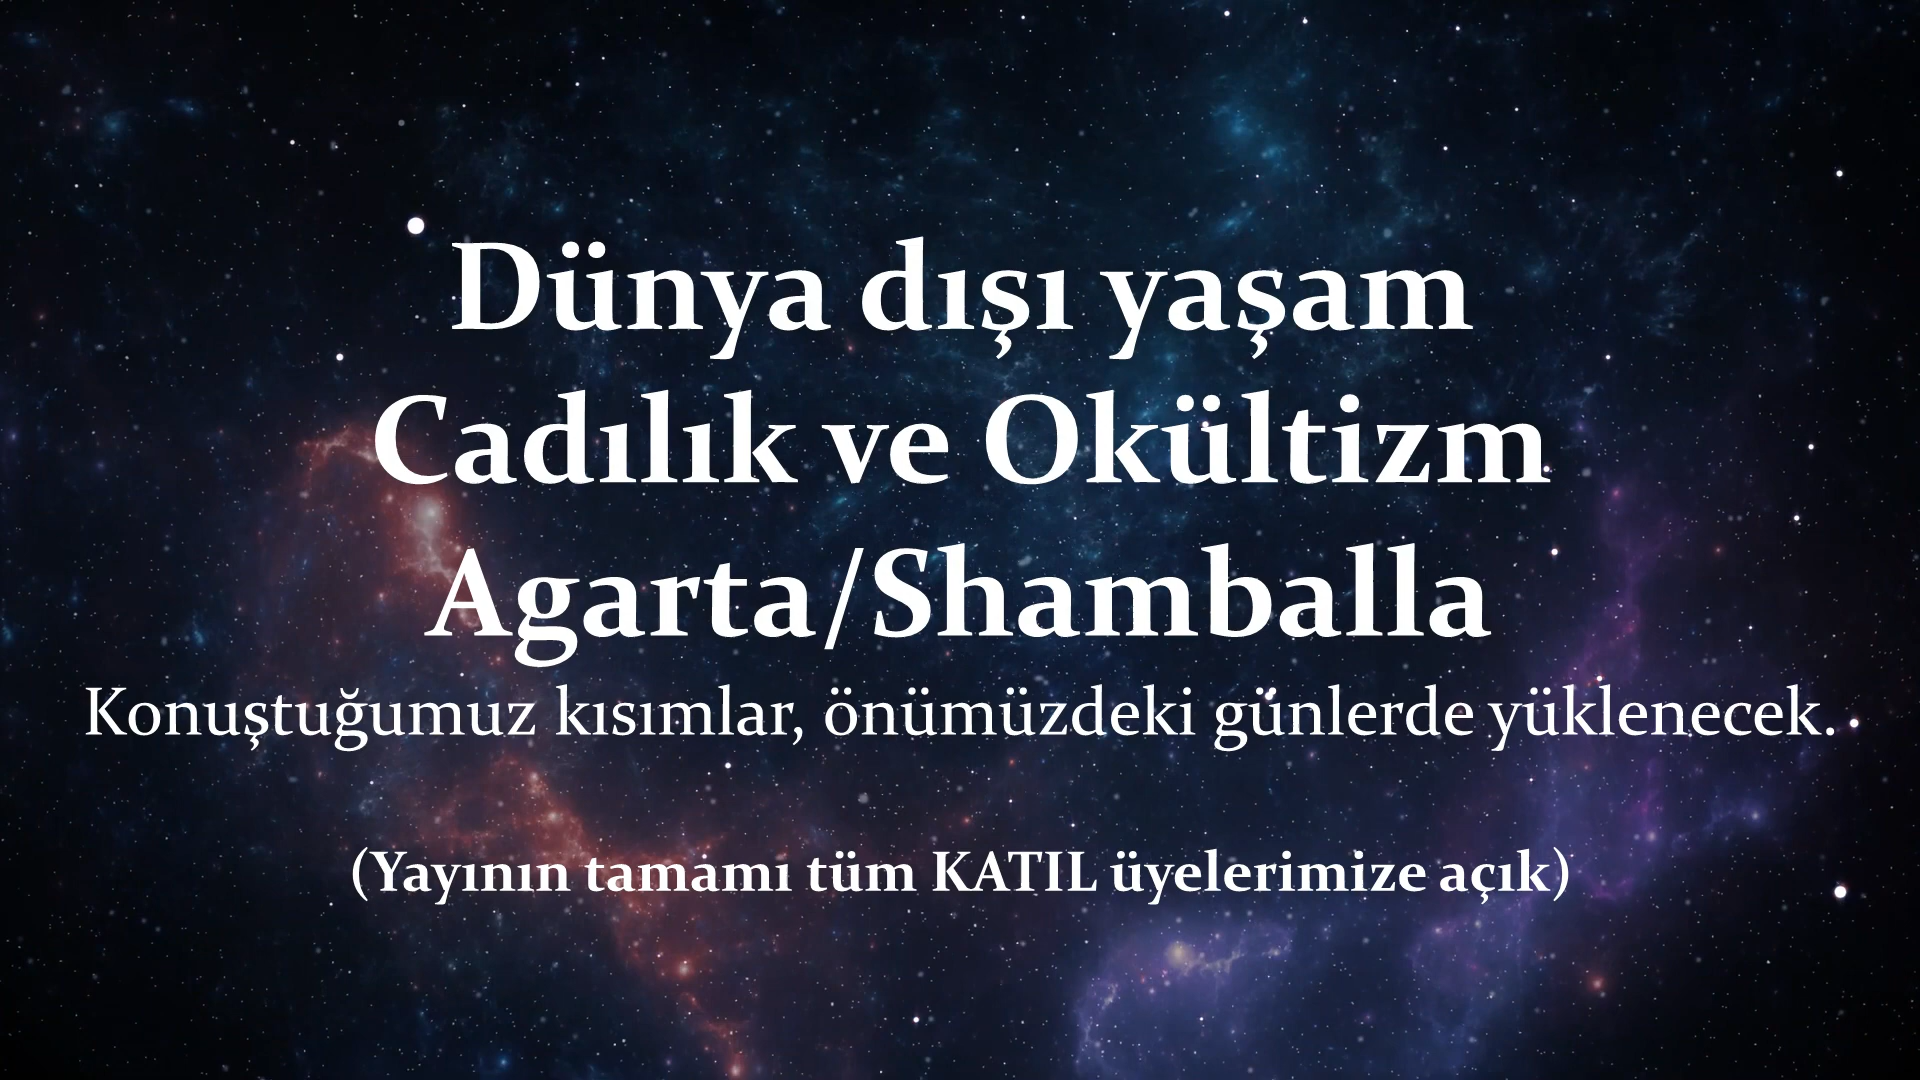 Dünya dışı yaşam
Cadılık ve Okültizm
Agarta/Shamballa
Konuştuğumuz kısımlar, önümüzdeki günlerde yüklenecek.
(Yayının tamamı tüm KATIL üyelerimize açık)